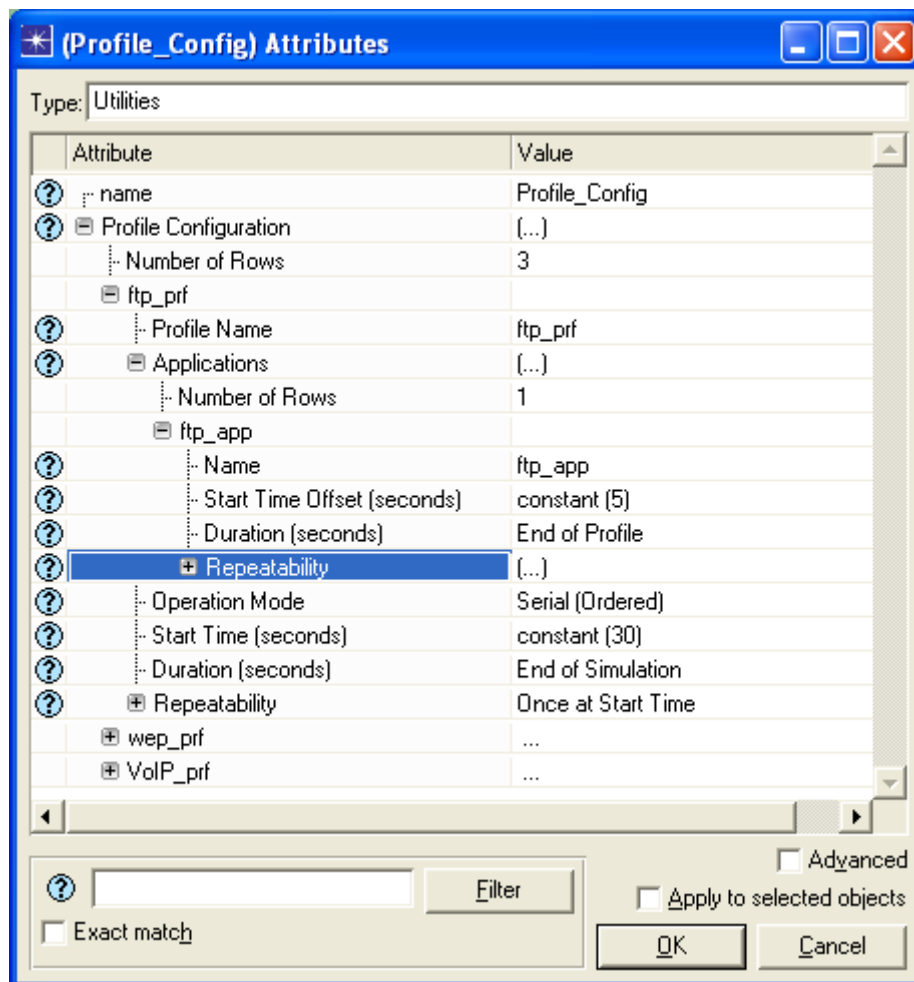 (Profile_Config) Attributes
Type: Utilities
Attribute Value
name Profile_Config
Profile Configuration (...)
Number of Rows 3
ftp_prf
Profile Name ftp_prf
Applications (...)
Number of Rows 1
ftp_app
Name ftp_app
Start Time Offset (seconds) constant (5)
Duration (seconds) End of Profile
Repeatability (...)
Operation Mode Serial (Ordered)
Start Time (seconds) constant (30)
Duration (seconds) End of Simulation
Repeatability Once at Start Time
wep_prf ...
VoIP_prf ...
Advanced
Filter
Apply to selected objects
Exact match
OK Cancel